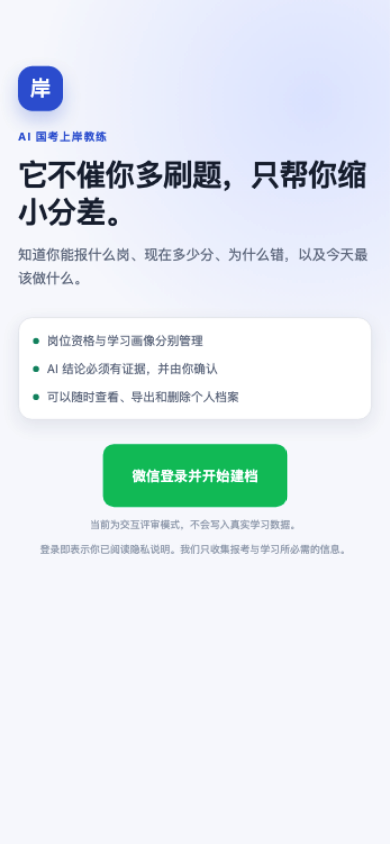 岸
AI 国考上岸教练
它不催你多刷题，只帮你缩
小分差。
知道你能报什么岗、现在多少分、为什么错，以及今天最
该做什么。
岗位资格与学习画像分别管理
AI 结论必须有证据，并由你确认
可以随时查看、导出和删除个人档案
微信登录并开始建档
当前为交互评审模式，不会写入真实学习数据。
登录即表示你已阅读隐私说明。我们只收集报考与学习所必需的信息。